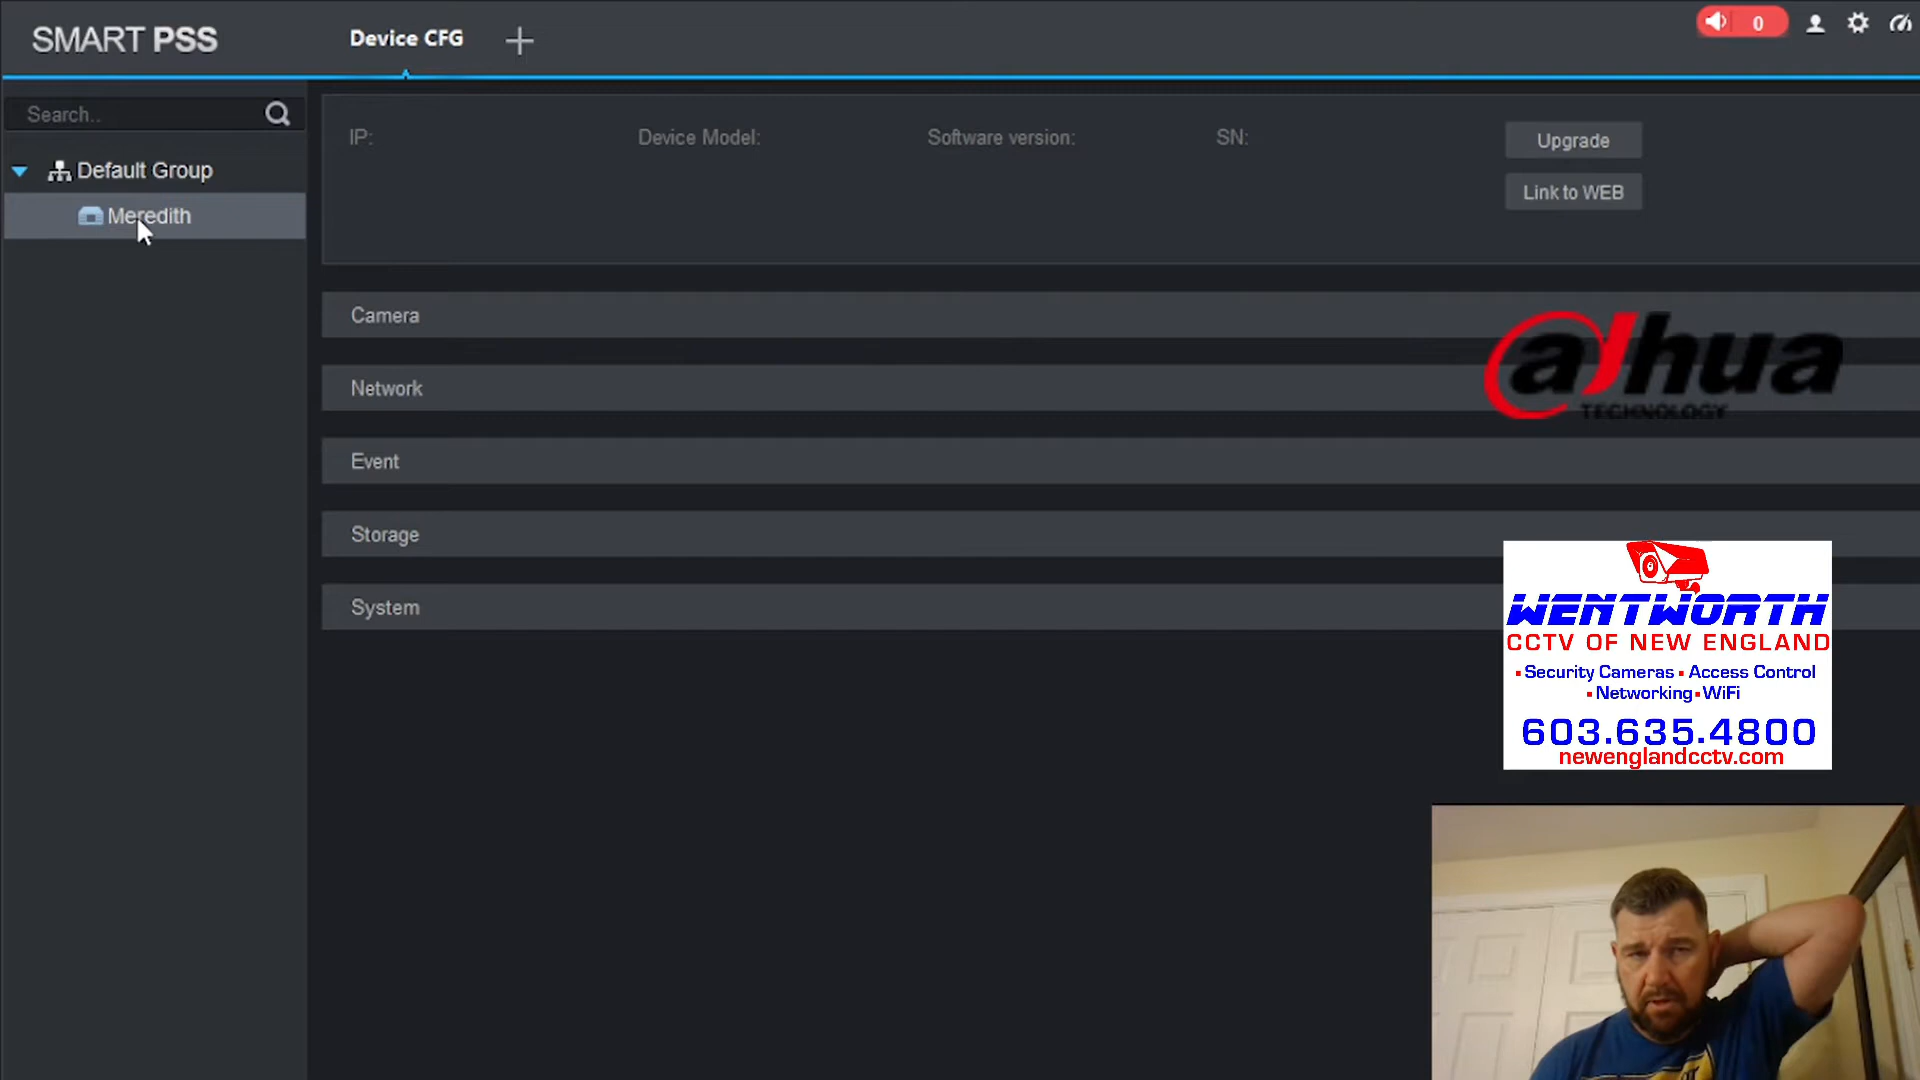 SMART PSS
Device CFG
0
Search..
IP:
Device Model:
Software version:
SN:
Upgrade
Link to WEB
Default Group
Meredith
Camera
Network
Event
Storage
System
alhua
TECHNOLOGY
WENTWORTH
CCTV OF NEW ENGLAND
▪ Security Cameras ▪ Access Control
▪ Networking ▪ WiFi
603.635.4800
newenglandcctv.com